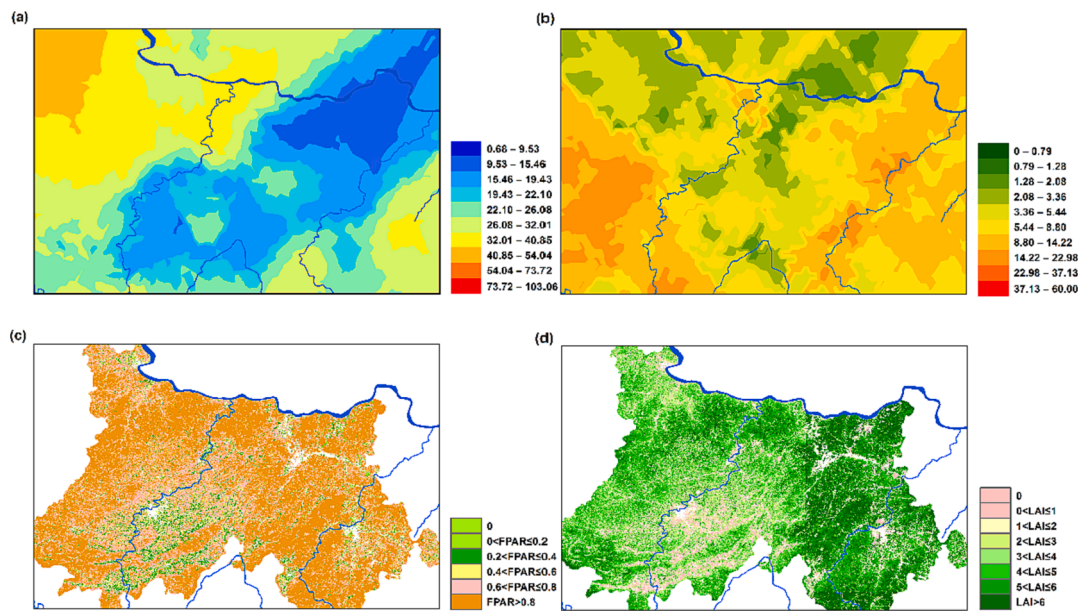 (a)
0.68 – 9.53
9.53 – 15.46
15.46 – 19.43
19.43 – 22.10
22.10 – 26.08
26.08 – 32.01
32.01 – 40.85
40.85 – 54.04
54.04 – 73.72
73.72 – 103.06
(b)
0 – 0.79
0.79 – 1.28
1.28 – 2.08
2.08 – 3.36
3.36 – 5.44
5.44 – 8.80
8.80 – 14.22
14.22 – 22.98
22.98 – 37.13
37.13 – 60.00
(c)
0
0<FPAR≤0.2
0.2<FPAR≤0.4
0.4<FPAR≤0.6
0.6<FPAR≤0.8
FPAR>0.8
(d)
0
0<LAI≤1
1<LAI≤2
2<LAI≤3
3<LAI≤4
4<LAI≤5
5<LAI≤6
LAI>6